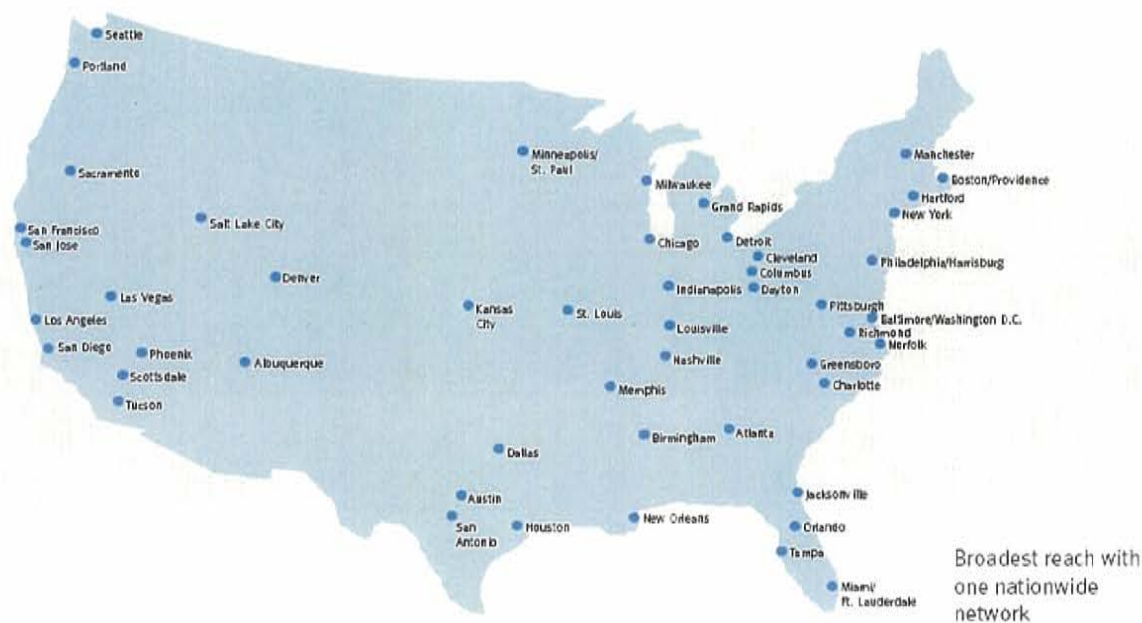 Seattle
Portland
Minneapolis/
St. Paul
Manchester
Sacramento
Milwaukee
Boston/Providence
Grand Rapids
Hartford
New York
Salt Lake City
San Francisco
San Jose
Chicago
Detroit
Cleveland
Philadelphia/Harrisburg
Columbus
Denver
Indianapolis
Dayton
Las Vegas
Kansas
City
St. Louis
Pittsburgh
Los Angeles
Baltimore/Washington D.C.
Louisville
Richmond
Norfolk
San Diego
Phoenix
Nashville
Albuquerque
Greensboro
Scottsdale
Charlotte
Memphis
Tucson
Birmingham
Atlanta
Dallas
Austin
Jacksonville
San
Antonio
Houston
New Orleans
Orlando
Tampa
Miami/
Ft. Lauderdale
Broadest reach with
one nationwide
network